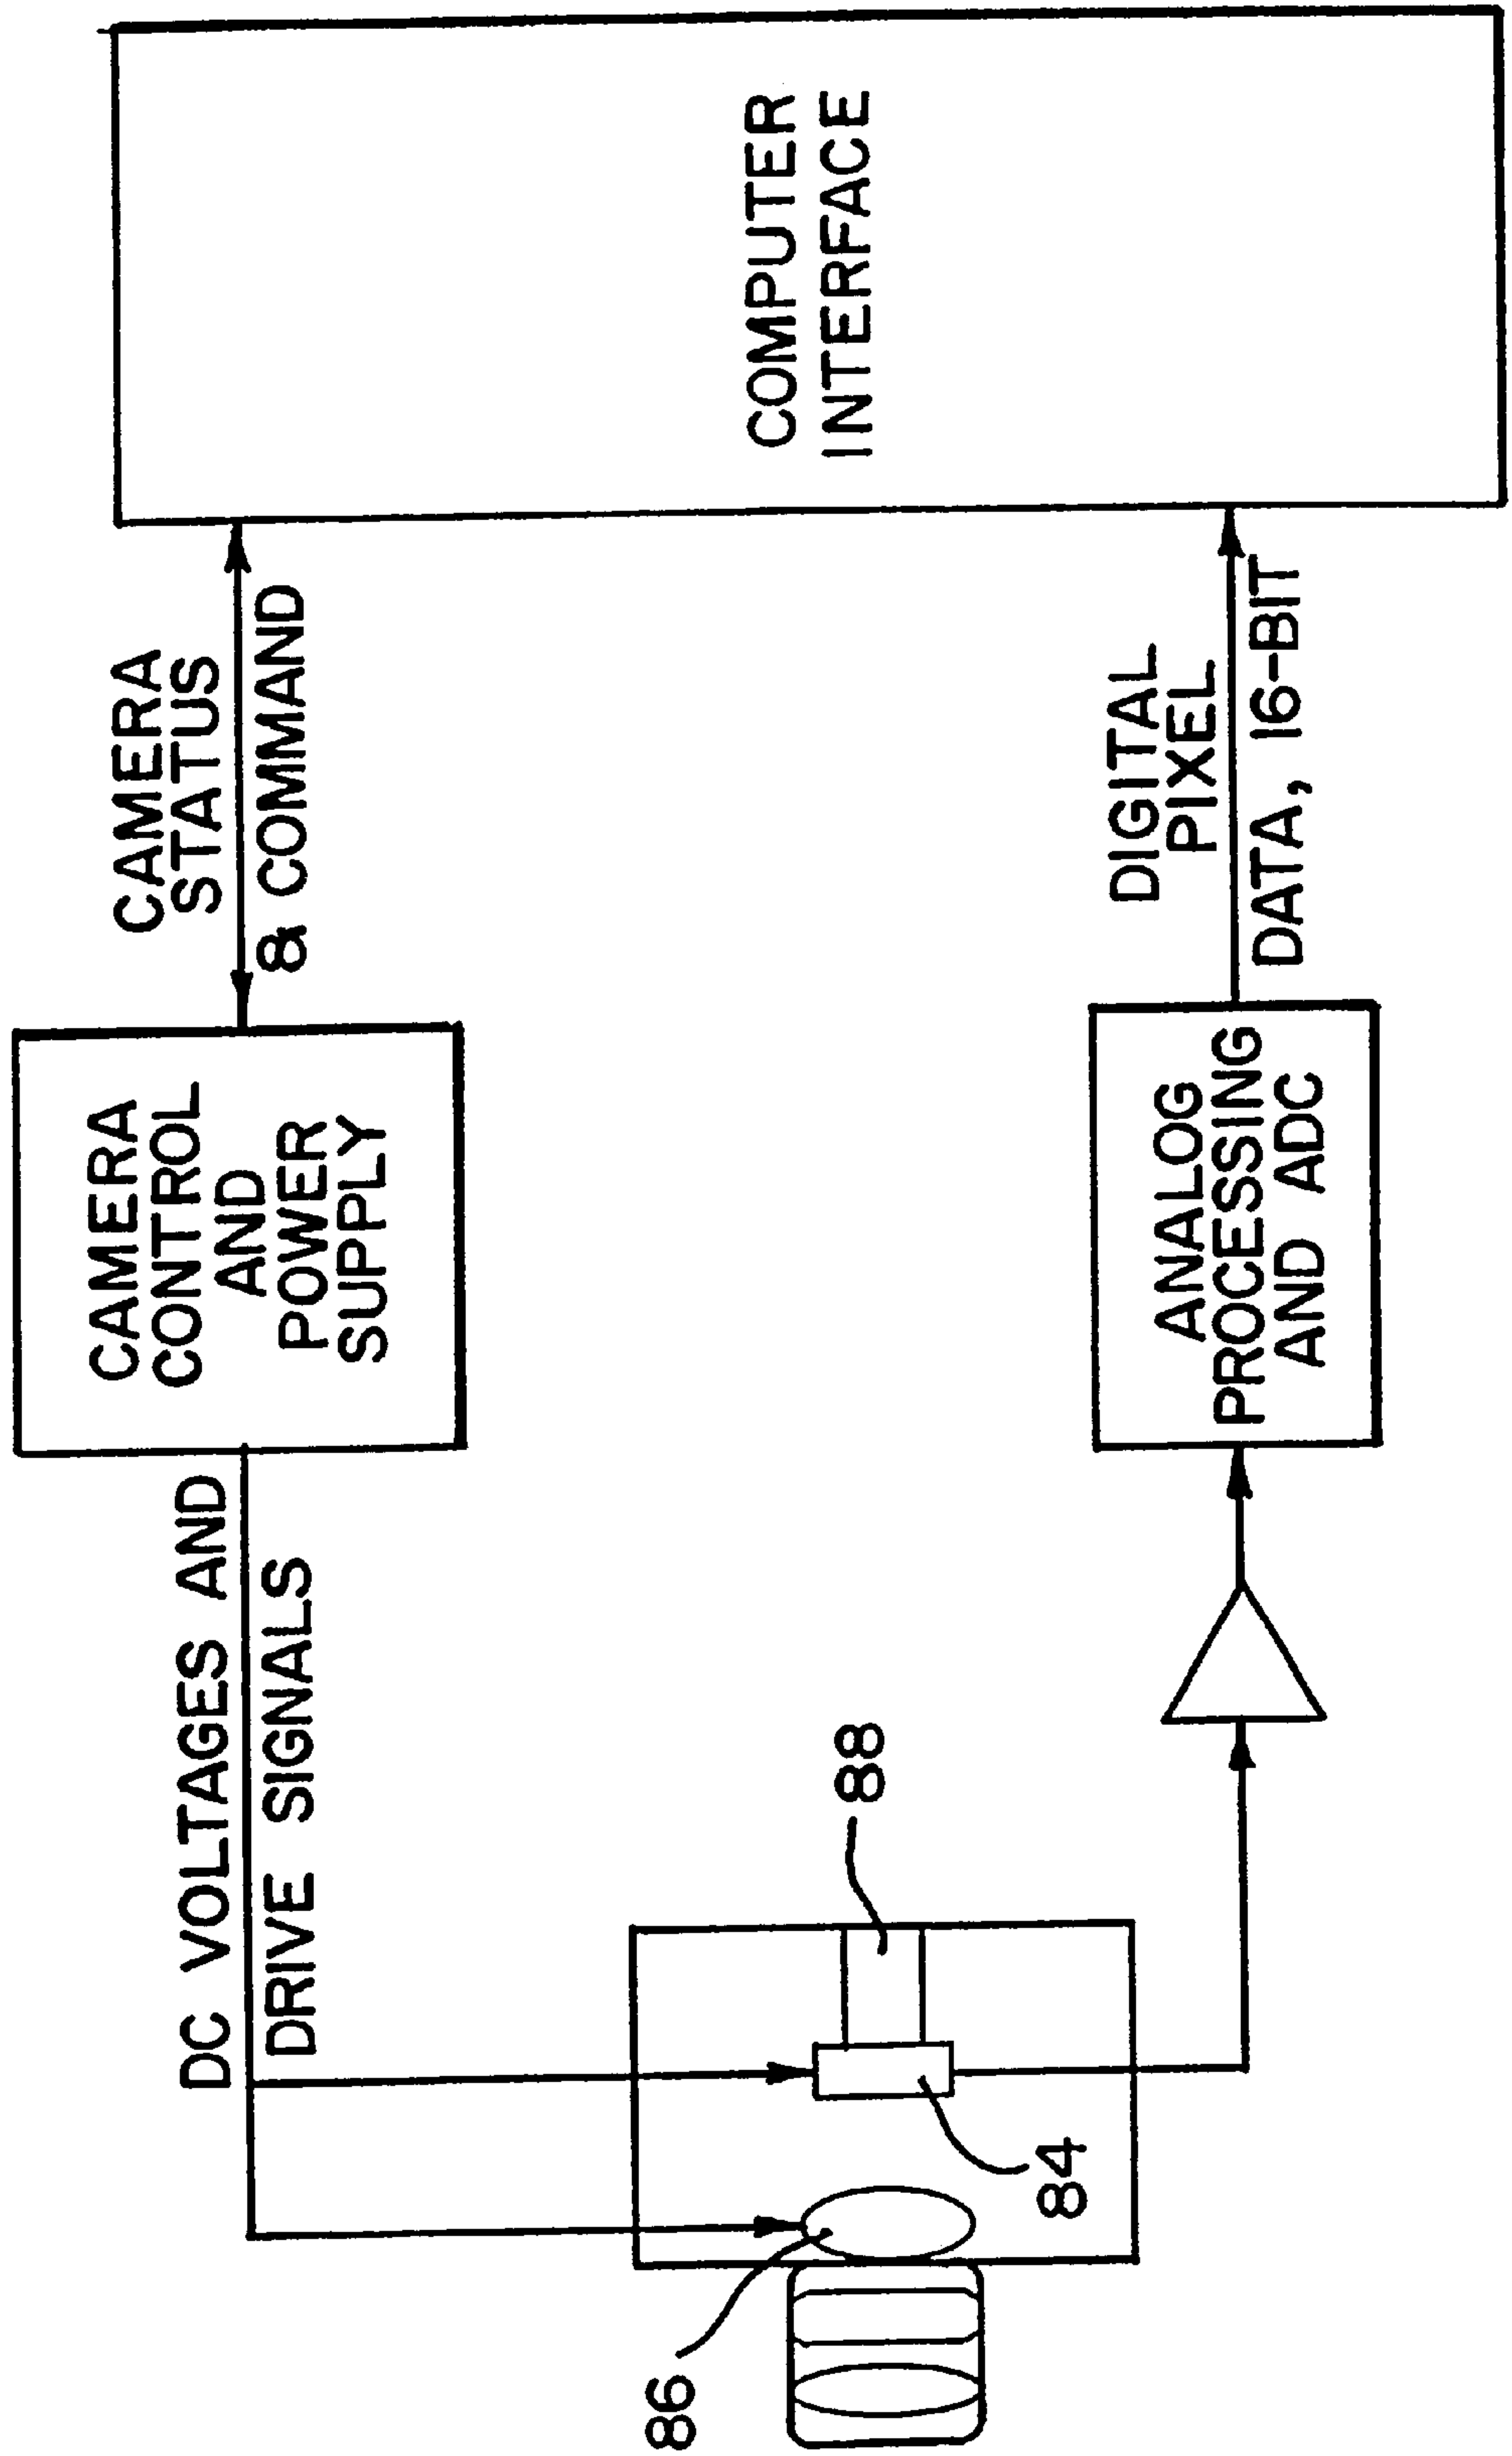 DC VOLTAGES AND
DRIVE SIGNALS
CAMERA
CONTROL
AND
POWER
SUPPLY
CAMERA
STATUS
& COMMAND
COMPUTER
INTERFACE
86
84
88
ANALOG
PROCESSING
AND ADC
DIGITAL
PIXEL
DATA, 16-BIT